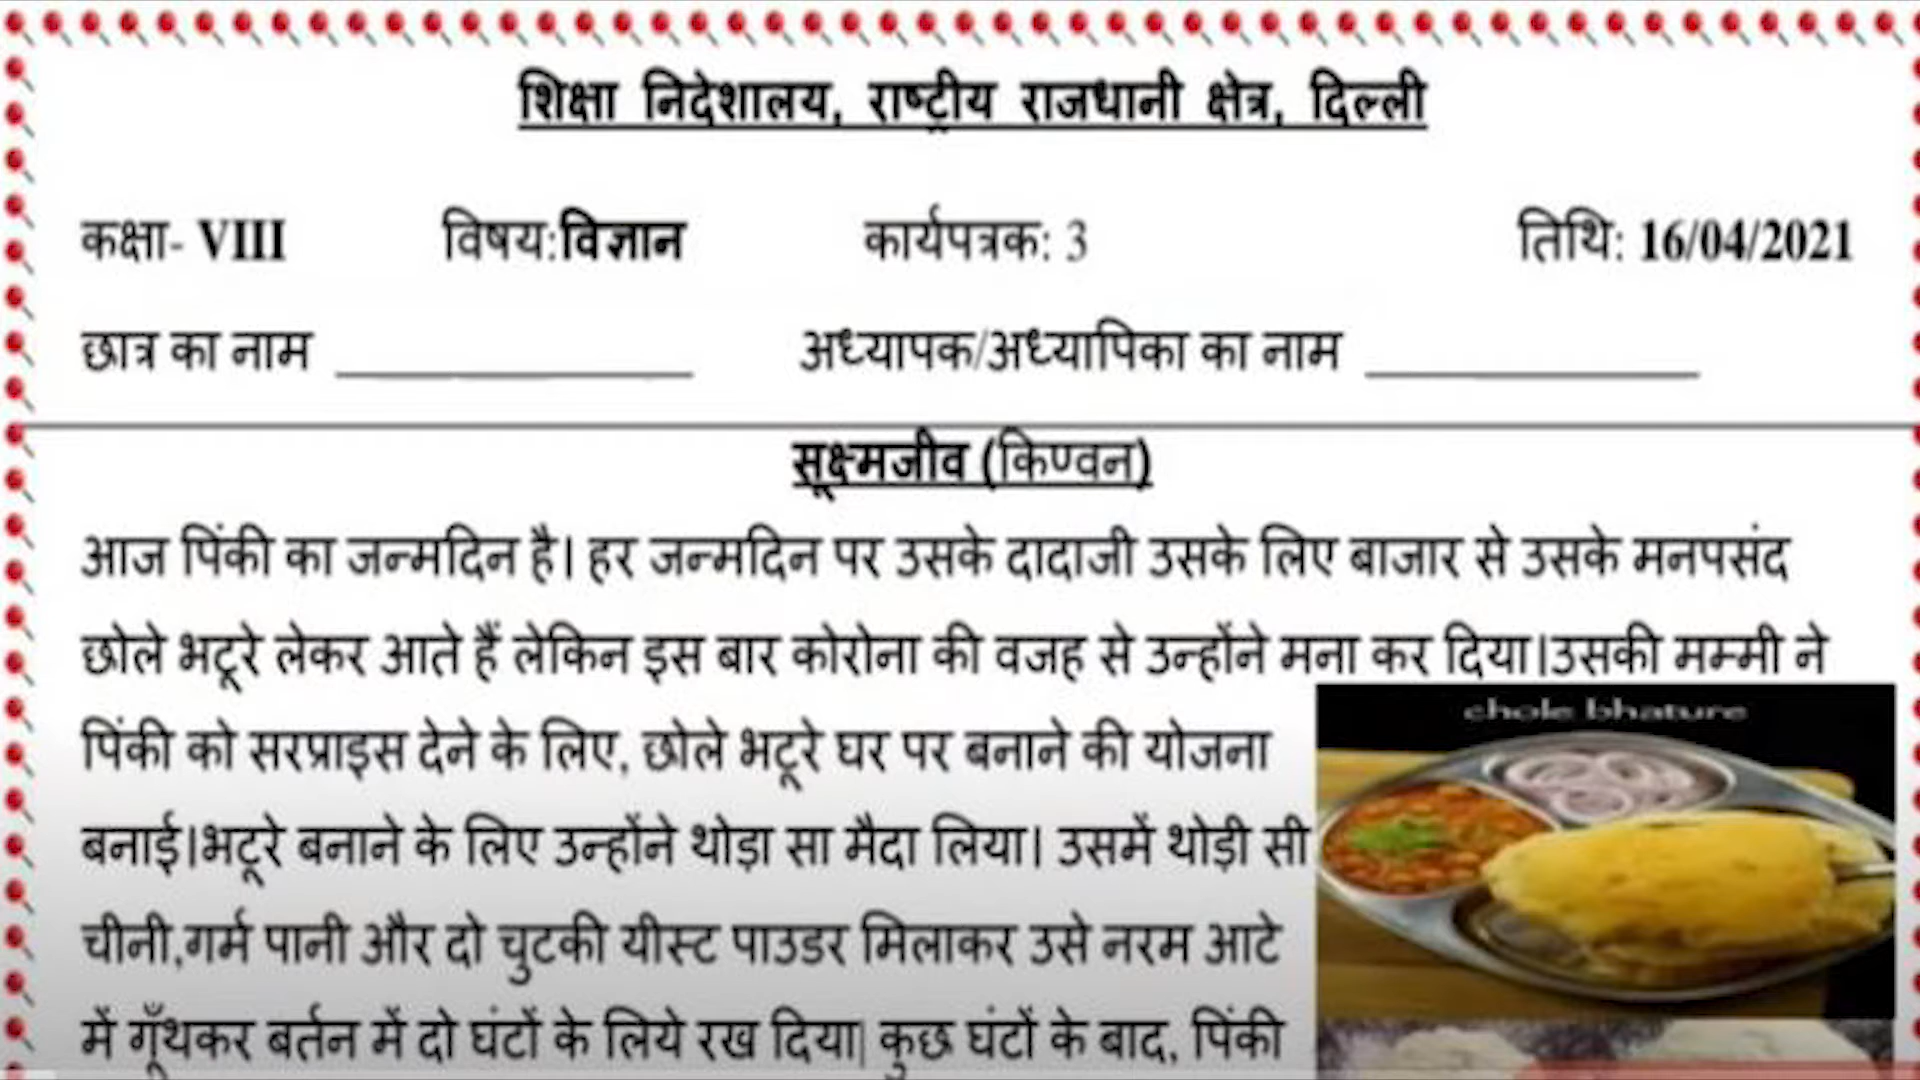 शिक्षा निदेशालय, राष्ट्रीय राजधानी क्षेत्र, दिल्ली
कक्षा- VIII विषय:विज्ञान कार्यपत्रक: 3 तिथि: 16/04/2021
छात्र का नाम ____________ अध्यापक/अध्यापिका का नाम ____________
सूक्ष्मजीव (किण्वन)
आज पिंकी का जन्मदिन है। हर जन्मदिन पर उसके दादाजी उसके लिए बाजार से उसके मनपसंद
छोले भटूरे लेकर आते हैं लेकिन इस बार कोरोना की वजह से उन्होंने मना कर दिया।उसकी मम्मी ने
chole bhature
पिंकी को सरप्राइस देने के लिए, छोले भटूरे घर पर बनाने की योजना
बनाई।भटूरे बनाने के लिए उन्होंने थोड़ा सा मैदा लिया। उसमें थोड़ी सी
चीनी,गर्म पानी और दो चुटकी यीस्ट पाउडर मिलाकर उसे नरम आटे
में गूँथकर बर्तन में दो घंटों के लिये रख दिया| कुछ घंटों के बाद, पिंकी